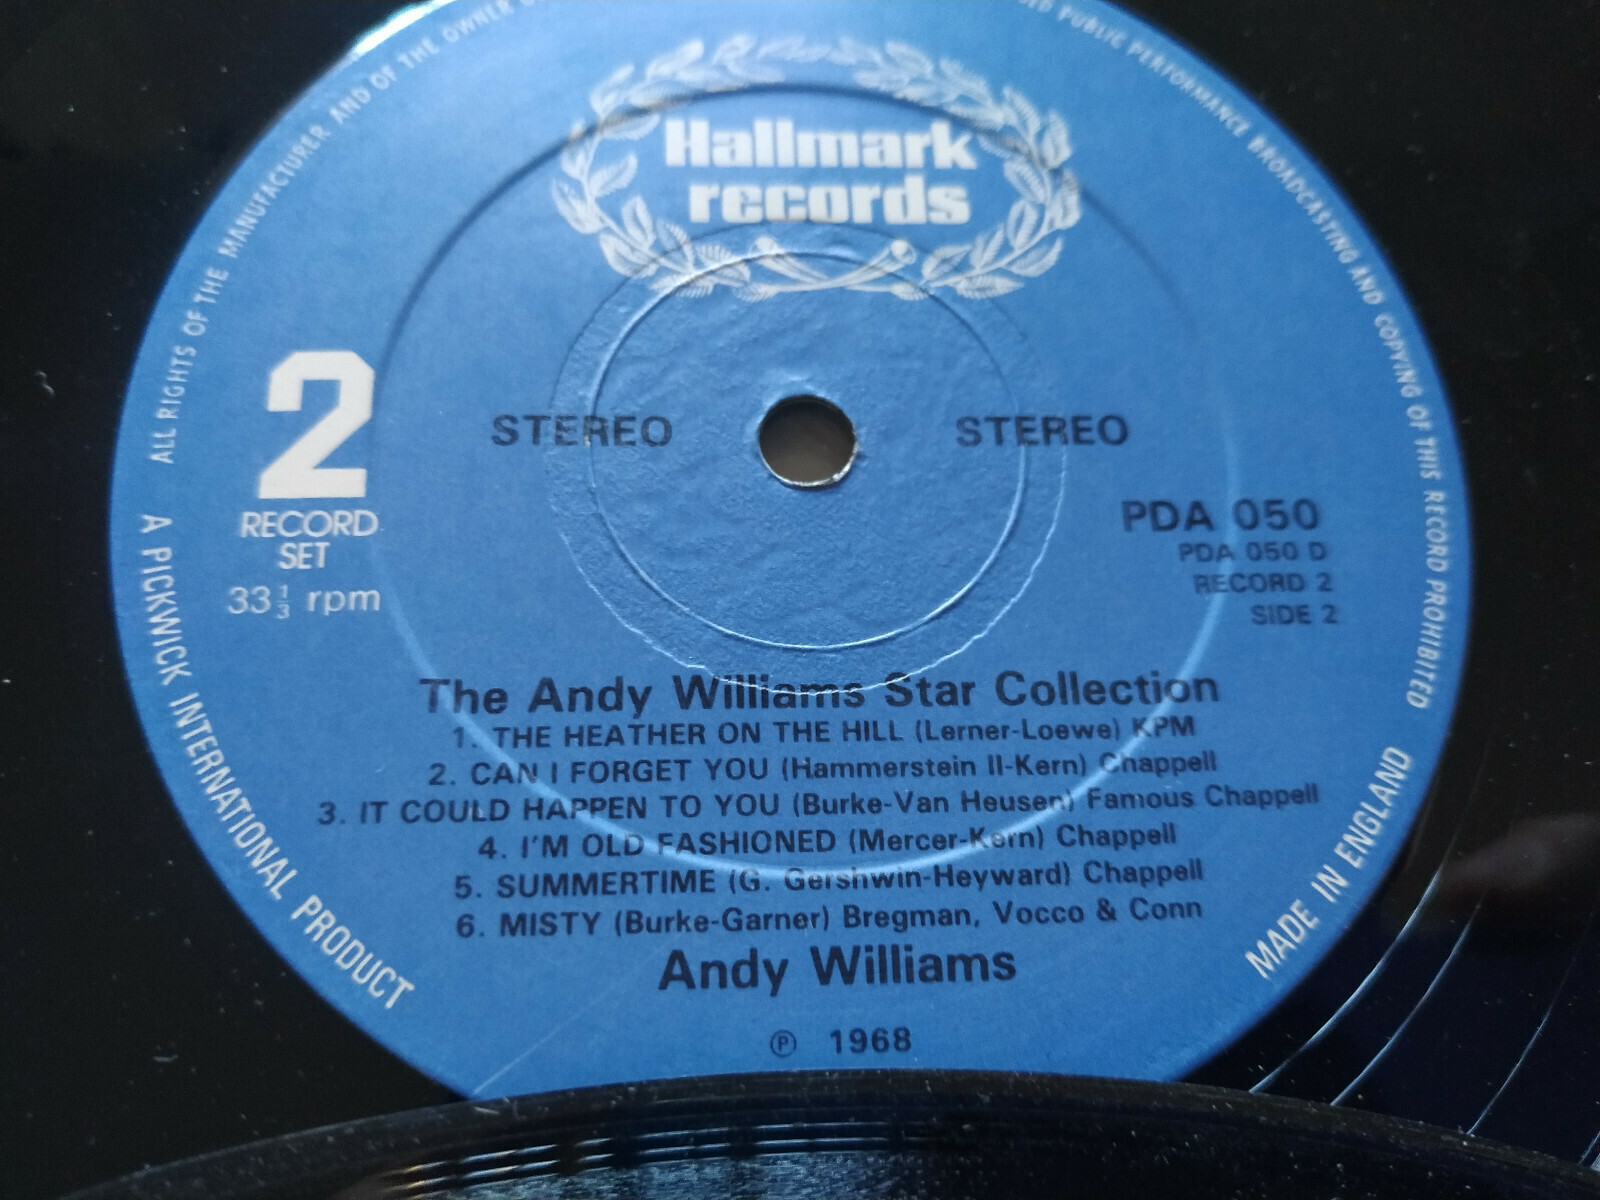 ALL RIGHTS OF THE MANUFACTURER AND OF THE OWNER
PUBLIC PERFORMANCE BROADCASTING AND COPYING OF THIS RECORD PROHIBITED
Hallmark
records
2
RECORD
SET
33⅓ rpm
STEREO
STEREO
PDA 050
PDA 050 D
RECORD 2
SIDE 2
The Andy Williams Star Collection
1. THE HEATHER ON THE HILL (Lerner-Loewe) KPM
2. CAN I FORGET YOU (Hammerstein II-Kern) Chappell
3. IT COULD HAPPEN TO YOU (Burke-Van Heusen) Famous Chappell
4. I'M OLD FASHIONED (Mercer-Kern) Chappell
5. SUMMERTIME (G. Gershwin-Heyward) Chappell
6. MISTY (Burke-Garner) Bregman, Vocco & Conn
Andy Williams
℗ 1968
A PICKWICK INTERNATIONAL PRODUCT
MADE IN ENGLAND